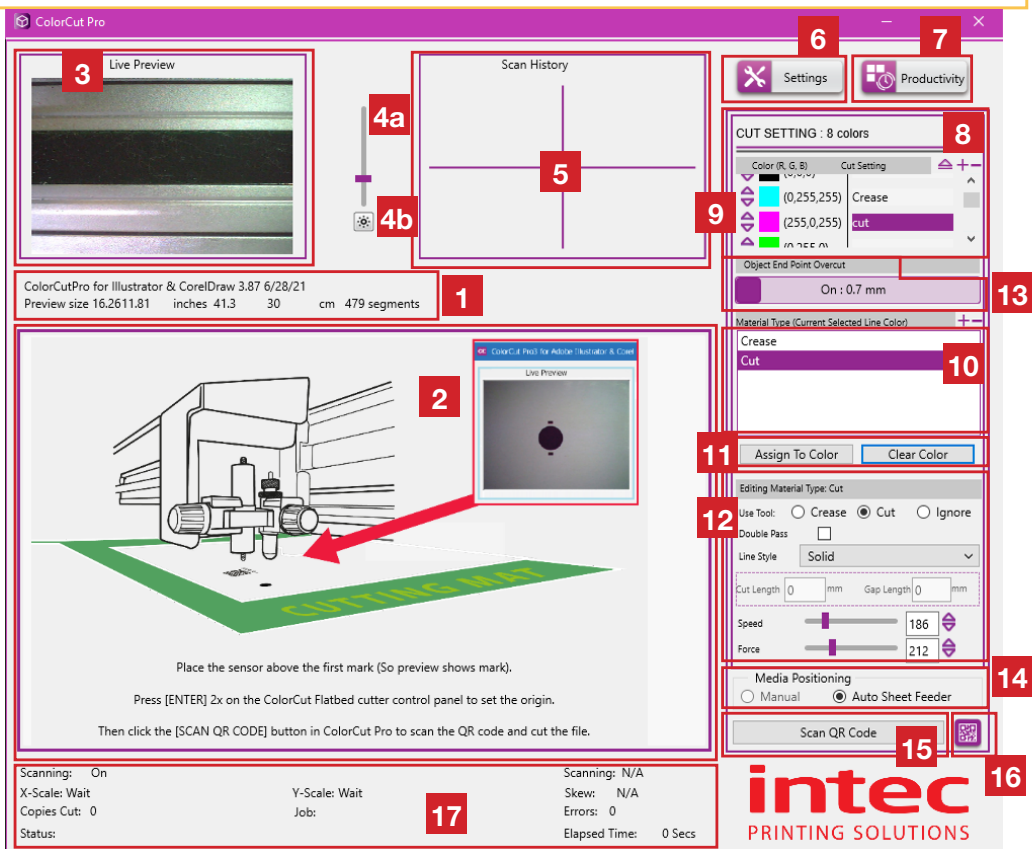 ColorCut Pro
Live Preview
3
4a
4b
Scan History
5
6
7
Settings
Productivity
8
CUT SETTING : 8 colors
Color (R, G, B) Cut Setting
(0,0,0)
(0,255,255) Crease
9
(255,0,255) cut
(0,255,0)
Object End Point Overcut
13
On : 0.7 mm
Material Type (Current Selected Line Color)
Crease
10
Cut
11
Assign To Color Clear Color
Editing Material Type: Cut
12
Use Tool: Crease Cut Ignore
Double Pass
Line Style Solid
Cut Length 0 mm Gap Length 0 mm
Speed 186
Force 212
14
Media Positioning
Manual Auto Sheet Feeder
Scan QR Code
15
16
ColorCutPro for Illustrator & CorelDraw 3.87 6/28/21
1
Preview size 16.2611.81 inches 41.3 30 cm 479 segments
2
ColorCut Pro3 for Adobe Illustrator & Corel
Live Preview
CUTTING MAT
Place the sensor above the first mark (So preview shows mark).
Press [ENTER] 2x on the ColorCut Flatbed cutter control panel to set the origin.
Then click the [SCAN QR CODE] button in ColorCut Pro to scan the QR code and cut the file.
Scanning: On Scanning: N/A
X-Scale: Wait Y-Scale: Wait Skew: N/A
Copies Cut: 0 Job: Errors: 0
17
Status: Elapsed Time: 0 Secs
intec
PRINTING SOLUTIONS